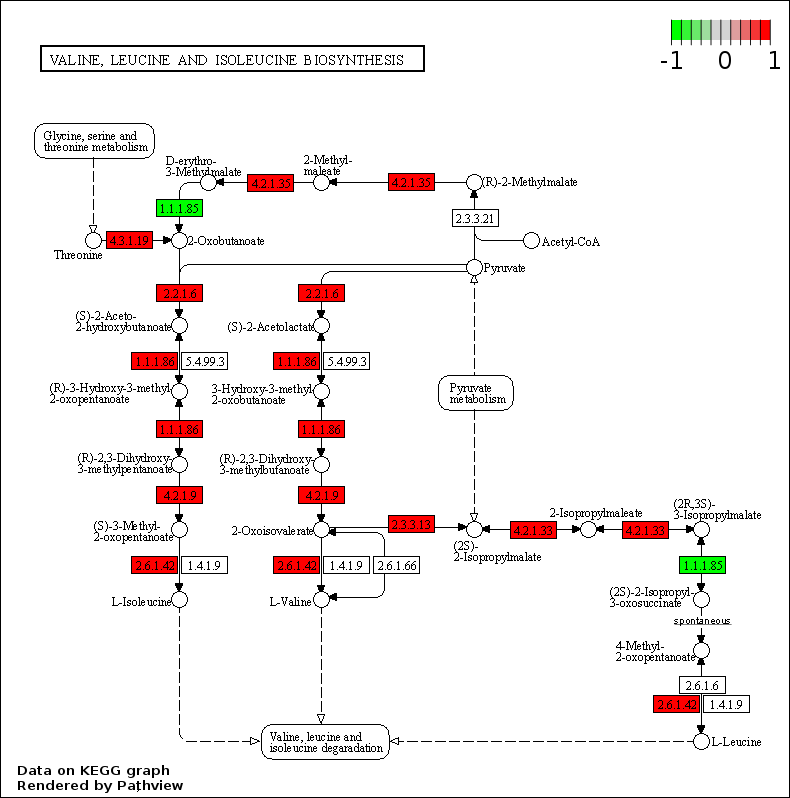 -1 0 1
VALINE, LEUCINE AND ISOLEUCINE BIOSYNTHESIS
Glycine, serine and
threonine metabolism
D-erythro-
3-Methylmalate
2-Methyl-
maleate
4.2.1.35
4.2.1.35
(R)-2-Methylmalate
1.1.1.85
2.3.3.21
4.3.1.19
2-Oxobutanoate
Acetyl-CoA
Threonine
Pyruvate
2.2.1.6
2.2.1.6
(S)-2-Aceto-
2-hydroxybutanoate
(S)-2-Acetolactate
1.1.1.86
5.4.99.3
1.1.1.86
5.4.99.3
(R)-3-Hydroxy-3-methyl-
2-oxopentanoate
3-Hydroxy-3-methyl-
2-oxobutanoate
Pyruvate
metabolism
1.1.1.86
1.1.1.86
(R)-2,3-Dihydroxy-
3-methylpentanoate
(R)-2,3-Dihydroxy-
3-methylbutanoate
4.2.1.9
4.2.1.9
(S)-3-Methyl-
2-oxopentanoate
2-Oxoisovalerate
2.3.3.13
(2S)-
2-Isopropylmalate
4.2.1.33
2-Isopropylmaleate
4.2.1.33
(2R,3S)-
3-Isopropylmalate
2.6.1.42
1.4.1.9
2.6.1.42
1.4.1.9
2.6.1.66
1.1.1.85
L-Isoleucine
L-Valine
(2S)-2-Isopropyl-
3-oxosuccinate
spontaneous
4-Methyl-
2-oxopentanoate
2.6.1.6
2.6.1.42
1.4.1.9
Valine, leucine and
isoleucine degaradation
L-Leucine
Data on KEGG graph
Rendered by Pathview